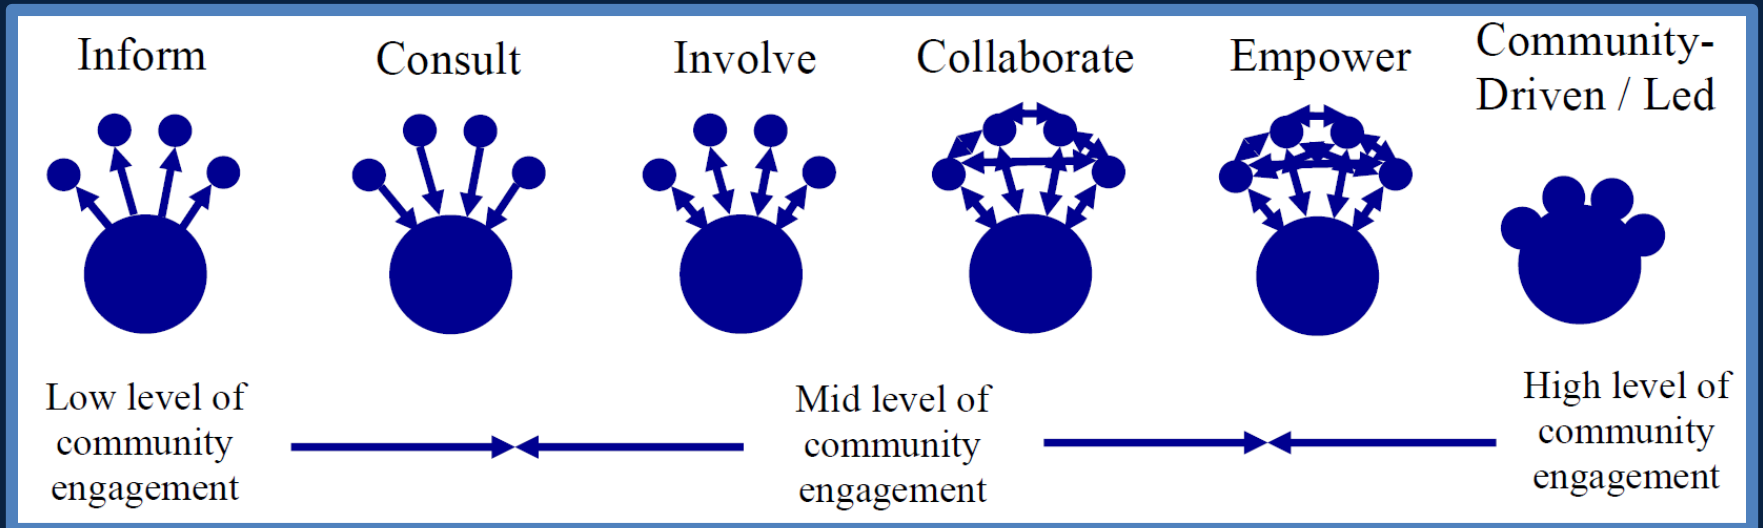 Inform
Consult
Involve
Collaborate
Empower
Community-
Driven / Led
Low level of
community
engagement
Mid level of
community
engagement
High level of
community
engagement